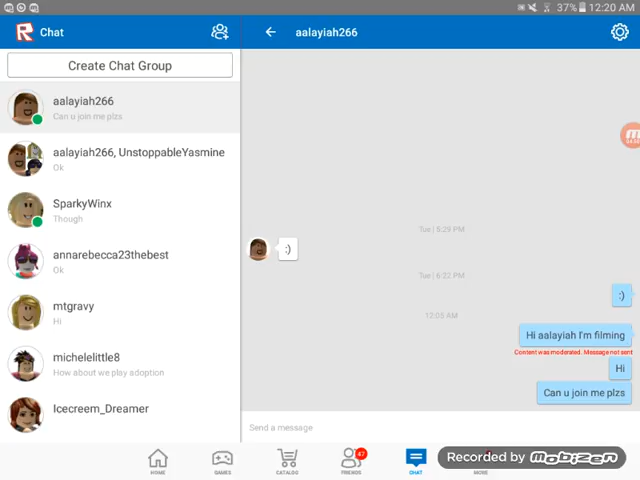 37% 12:20 AM
Chat
aalayiah266
Create Chat Group
aalayiah266
Can u join me plzs
aalayiah266, UnstoppableYasmine
Ok
SparkyWinx
Though
annarebecca23thebest
Ok
mtgravy
Hi
michelelittle8
How about we play adoption
Icecreem_Dreamer
Tue | 5:29 PM
:)
Tue | 6:22 PM
:)
12:03 AM
Hi aalayiah I'm filming
Content was moderated. Message not sent
Hi
Can u join me plzs
Send a message
HOME
GAMES
CATALOG
47
FRIENDS
CHAT
MORE
Recorded by MOBIZEN